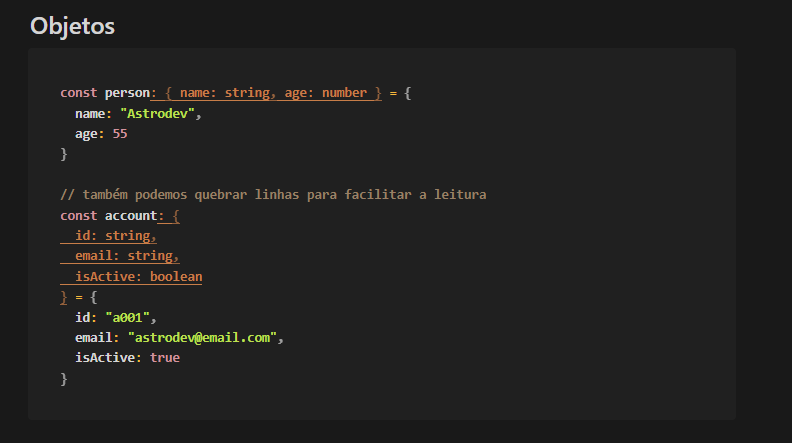 Objetos
const person: { name: string, age: number } = {
name: "Astrodev",
age: 55
}
// também podemos quebrar linhas para facilitar a leitura
const account: {
id: string,
email: string,
isActive: boolean
} = {
id: "a001",
email: "astrodev@email.com",
isActive: true
}